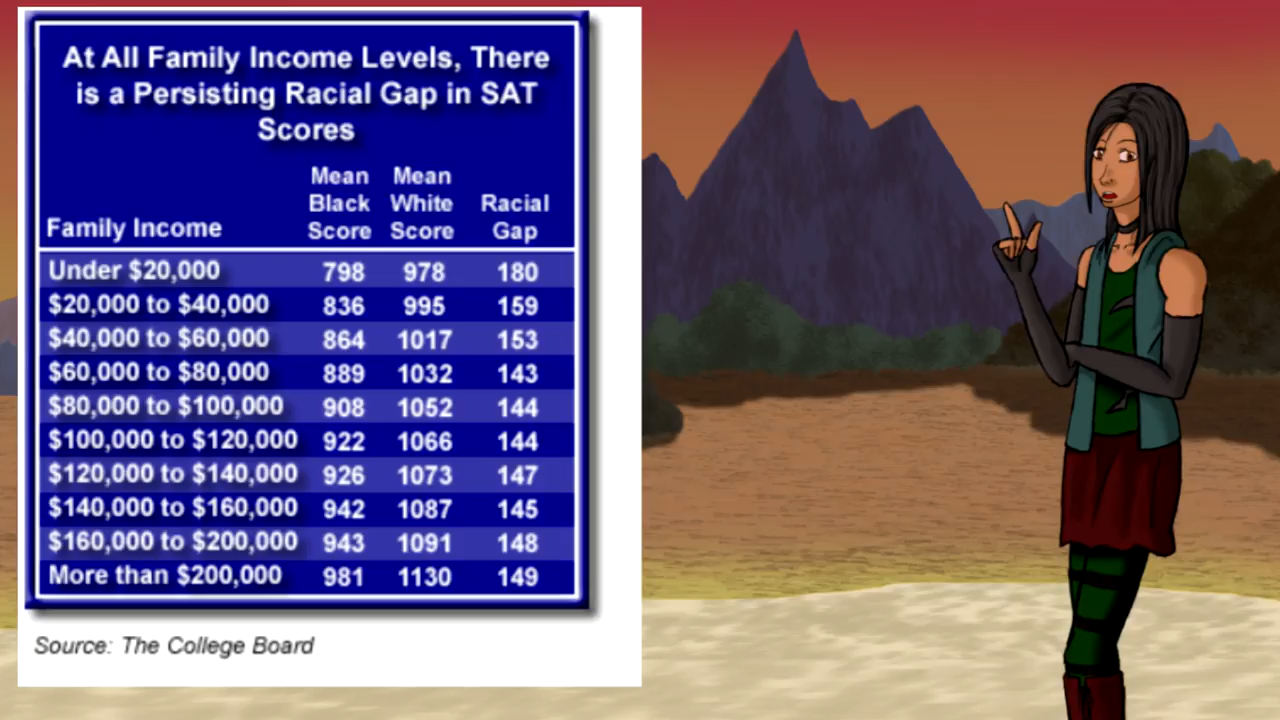 At All Family Income Levels, There
is a Persisting Racial Gap in SAT
Scores
Family Income Mean Black Score Mean White Score Racial Gap
Under $20,000 798 978 180
$20,000 to $40,000 836 995 159
$40,000 to $60,000 864 1017 153
$60,000 to $80,000 889 1032 143
$80,000 to $100,000 908 1052 144
$100,000 to $120,000 922 1066 144
$120,000 to $140,000 926 1073 147
$140,000 to $160,000 942 1087 145
$160,000 to $200,000 943 1091 148
More than $200,000 981 1130 149
Source: The College Board